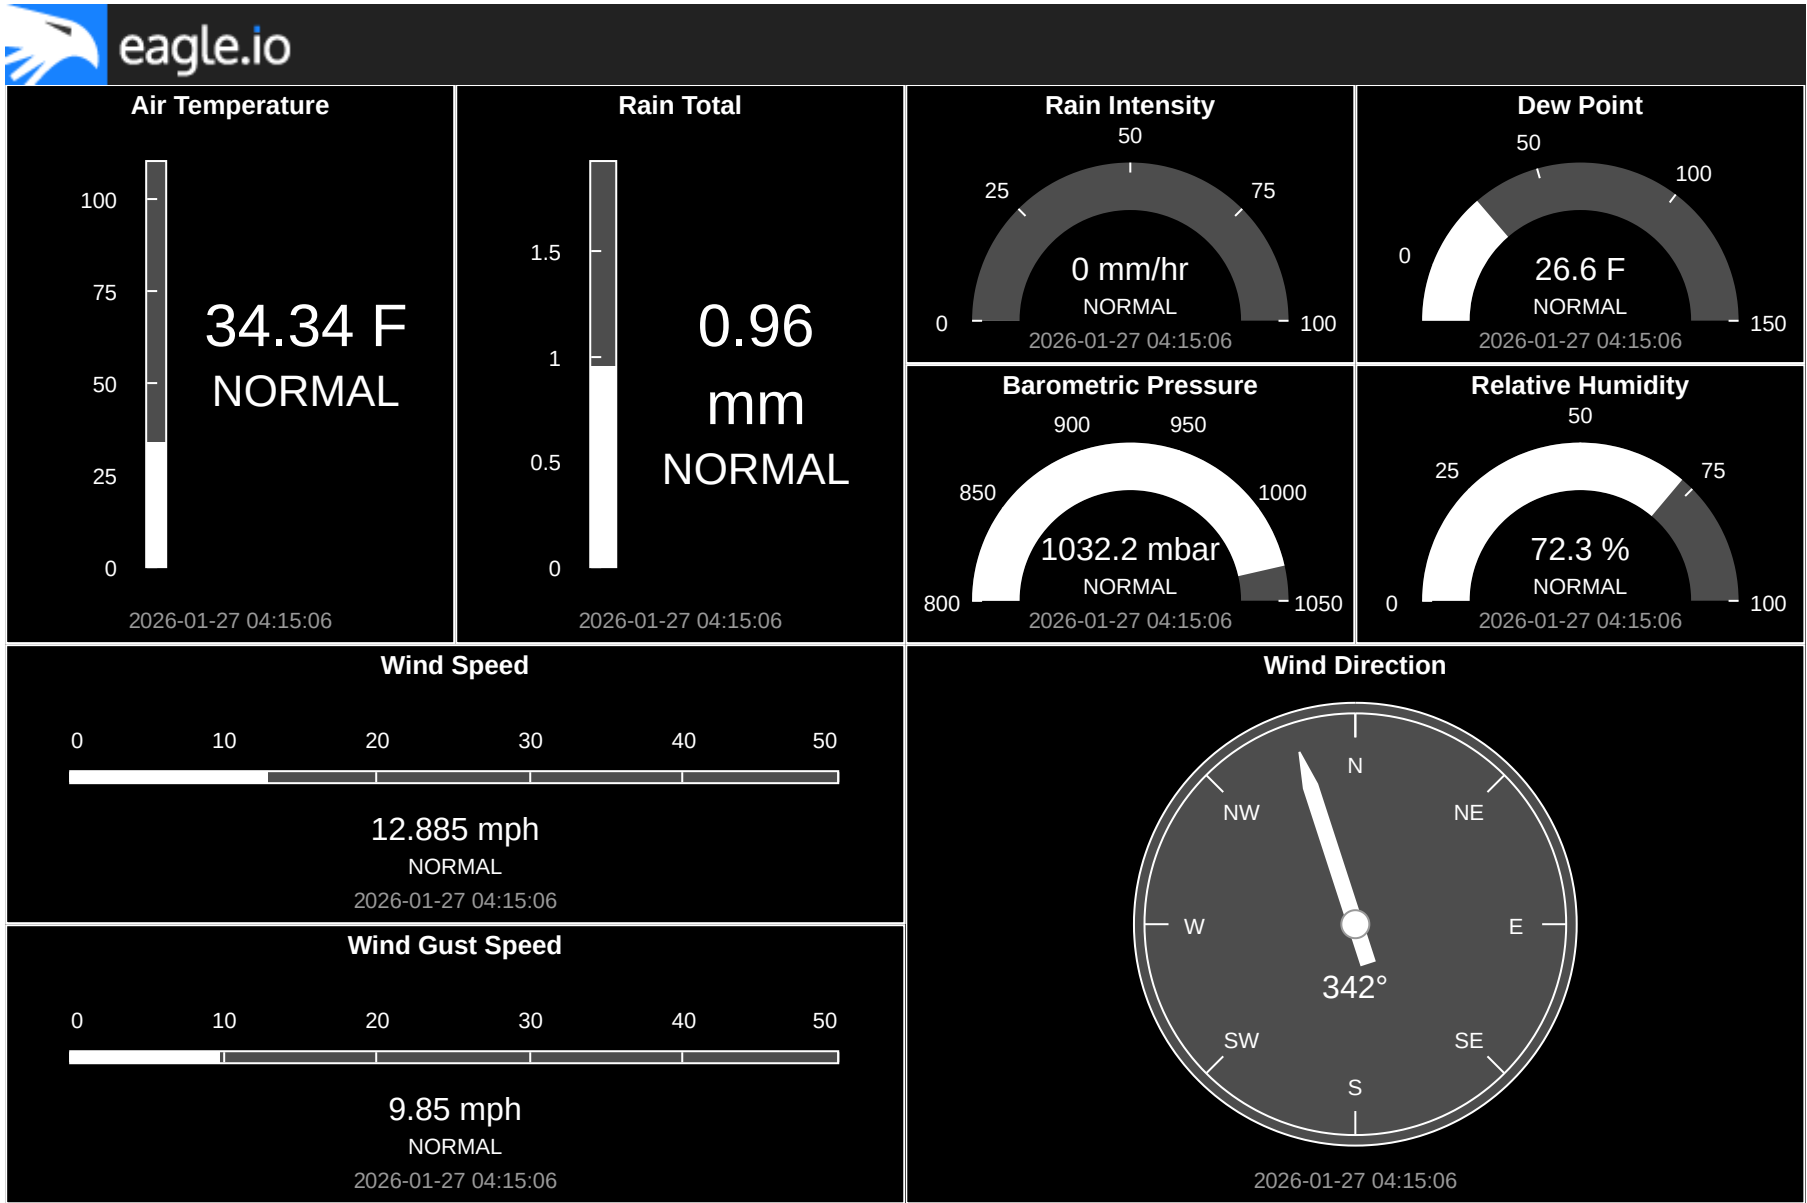 eagle.io
Air Temperature
100
75
50
25
0
34.34 F
NORMAL
2026-01-27 04:15:06
Rain Total
1.5
1
0.5
0
0.96
mm
NORMAL
2026-01-27 04:15:06
Rain Intensity
50
25
75
0
100
0 mm/hr
NORMAL
2026-01-27 04:15:06
Dew Point
50
100
0
150
26.6 F
NORMAL
2026-01-27 04:15:06
Barometric Pressure
900
950
850
1000
800
1050
1032.2 mbar
NORMAL
2026-01-27 04:15:06
Relative Humidity
50
25
75
0
100
72.3 %
NORMAL
2026-01-27 04:15:06
Wind Speed
0 10 20 30 40 50
12.885 mph
NORMAL
2026-01-27 04:15:06
Wind Gust Speed
0 10 20 30 40 50
9.85 mph
NORMAL
2026-01-27 04:15:06
Wind Direction
N
NW NE
W E
342°
SW SE
S
2026-01-27 04:15:06